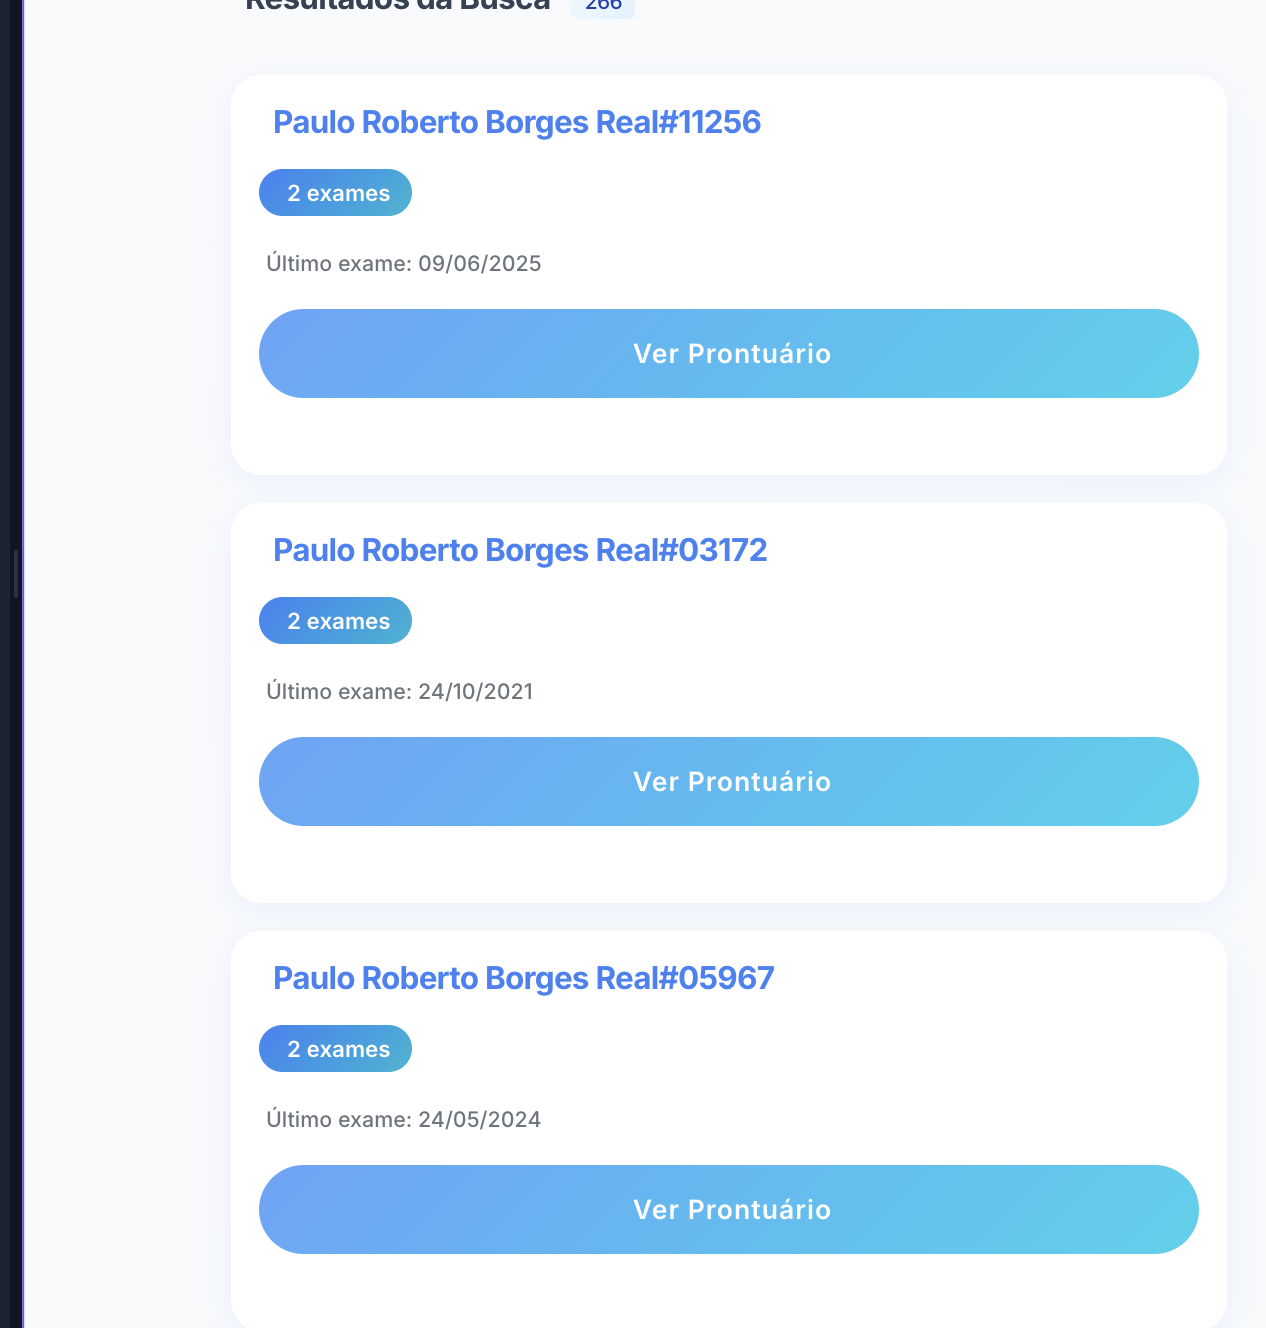 Resultados da Busca 266
Paulo Roberto Borges Real#11256
2 exames
Último exame: 09/06/2025
Ver Prontuário
Paulo Roberto Borges Real#03172
2 exames
Último exame: 24/10/2021
Ver Prontuário
Paulo Roberto Borges Real#05967
2 exames
Último exame: 24/05/2024
Ver Prontuário